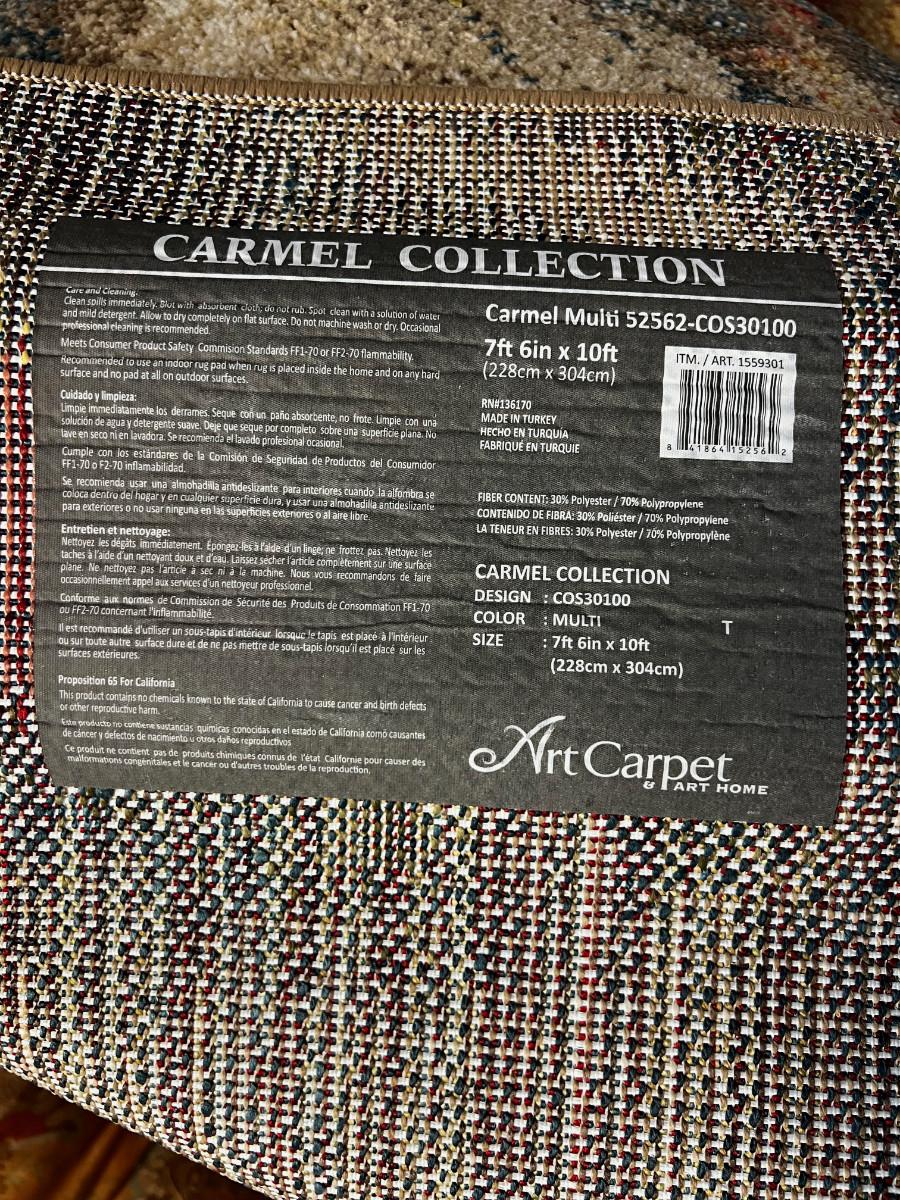 CARMEL COLLECTION
Care and Cleaning:
Clean spills immediately. Blot with absorbent cloth; do not rub. Spot clean with a solution of water
and mild detergent. Allow to dry completely on flat surface. Do not machine wash or dry. Occasional
professional cleaning is recommended.
Meets Consumer Product Safety Commision Standards FF1-70 or FF2-70 flammability.
Recommended to use an indoor rug pad when rug is placed inside the home and on any hard
surface and no pad at all on outdoor surfaces.
Cuidado y limpieza:
Limpie immediatamente los derrames. Seque con un paño absorbente, no frote. Limpie con una
solución de agua y detergente suave. Deje que seque por completo sobre una superficie plana. No
lave en seco ni en lavadora. Se recomienda el lavado profesional ocasional.
Cumple con los estándares de la Comisión de Seguridad de Productos del Consumidor
FF1-70 o F2-70 inflamabilidad.
Se recomienda usar una almohadilla antideslizante para interiores cuando la alfombra se
coloca dentro del hogar y en cualquier superficie dura, y usar una almohadilla antideslizante
para exteriores o no usar ninguna en las superficies exteriores o al aire libre.
Entretien et nettoyage:
Nettoyez les dégâts immédiatement. Épongez-les à l'aide d'un linge; ne frottez pas. Nettoyez les
taches à l'aide d'un nettoyant doux et d'eau. Laissez sécher l'article complètement sur une surface
plane. Ne nettoyez pas l'article à sec ni à la machine. Nous vous recommandons de faire
occasionnellement appel aux services d'un nettoyeur professionnel.
Conforme aux normes de Commission de Sécurité des Produits de Consommation FF1-70
ou FF2-70 concernant l'inflammabilité.
Il est recommandé d'utiliser un sous-tapis d'intérieur lorsque le tapis est placé à l'intérieur
ou sur toute autre surface dure et de ne pas mettre de sous-tapis lorsqu'il est placé sur les
surfaces extérieures.
Proposition 65 For California
This product contains no chemicals known to the state of California to cause cancer and birth defects
or other reproductive harm.
Este producto no contiene sustancias químicas conocidas en el estado de California como causantes
de cáncer y defectos de nacimiento u otros daños reproductivos
Ce produit ne contient pas de produits chimiques connus de l'état Californie pour causer des
malformations congénitales et le cancer ou d'autres troubles de la reproduction.
Carmel Multi 52562-COS30100
7ft 6in x 10ft
(228cm x 304cm)
ITM. / ART. 1559301
8 41864 15256 2
RN#136170
MADE IN TURKEY
HECHO EN TURQUÍA
FABRIQUÉ EN TURQUIE
FIBER CONTENT: 30% Polyester / 70% Polypropylene
CONTENIDO DE FIBRA: 30% Poliéster / 70% Polypropylene
LA TENEUR EN FIBRES: 30% Polyester / 70% Polypropylène
CARMEL COLLECTION
DESIGN : COS30100
COLOR : MULTI T
SIZE : 7ft 6in x 10ft
(228cm x 304cm)
Art Carpet
& ART HOME